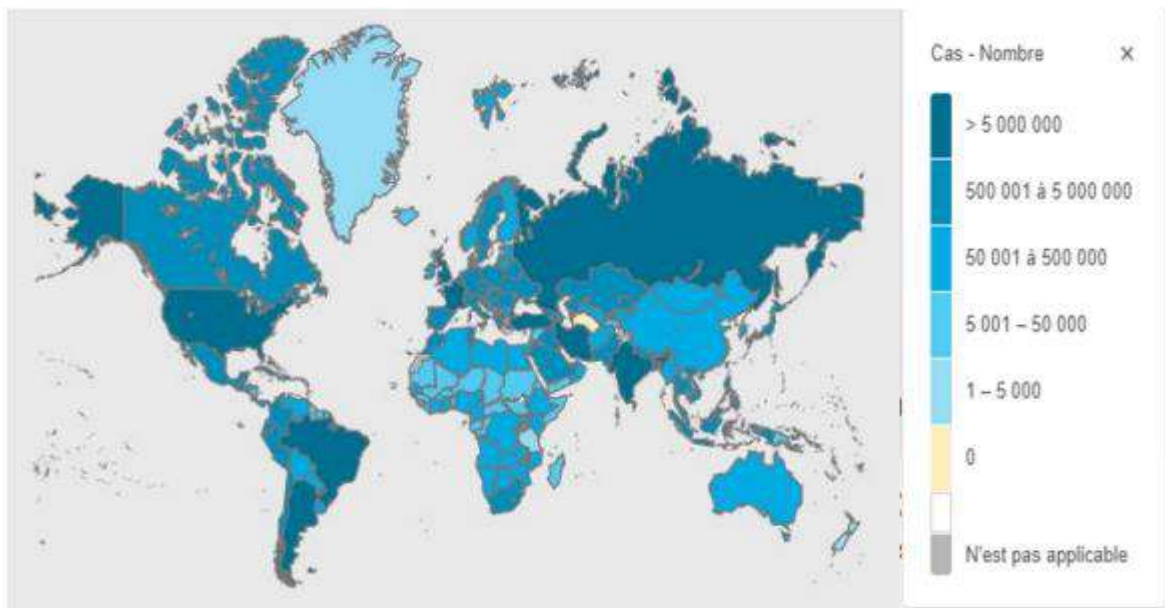 Cas - Nombre ×
> 5 000 000
500 001 à 5 000 000
50 001 à 500 000
5 001 – 50 000
1 – 5 000
0
N'est pas applicable